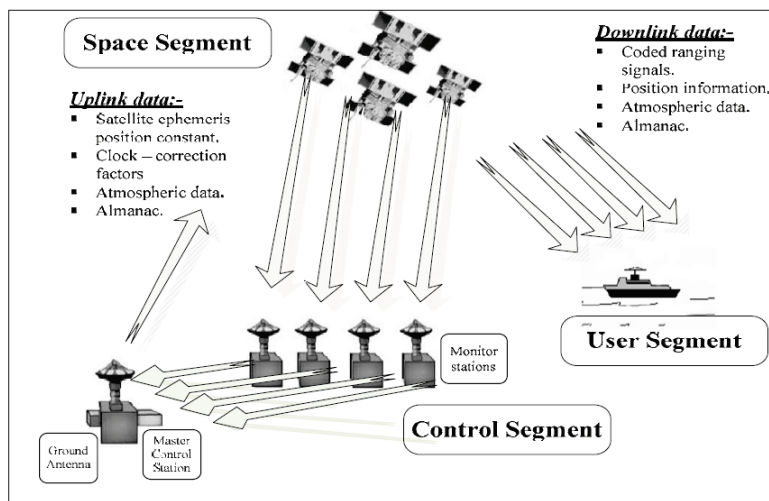 Space Segment
Uplink data:-
▪ Satellite ephemeris
position constant.
▪ Clock – correction
factors
▪ Atmospheric data.
▪ Almanac.
Downlink data:-
▪ Coded ranging
signals.
▪ Position information.
▪ Atmospheric data.
▪ Almanac.
User Segment
Monitor
stations
Control Segment
Ground
Antenna
Master
Control
Station